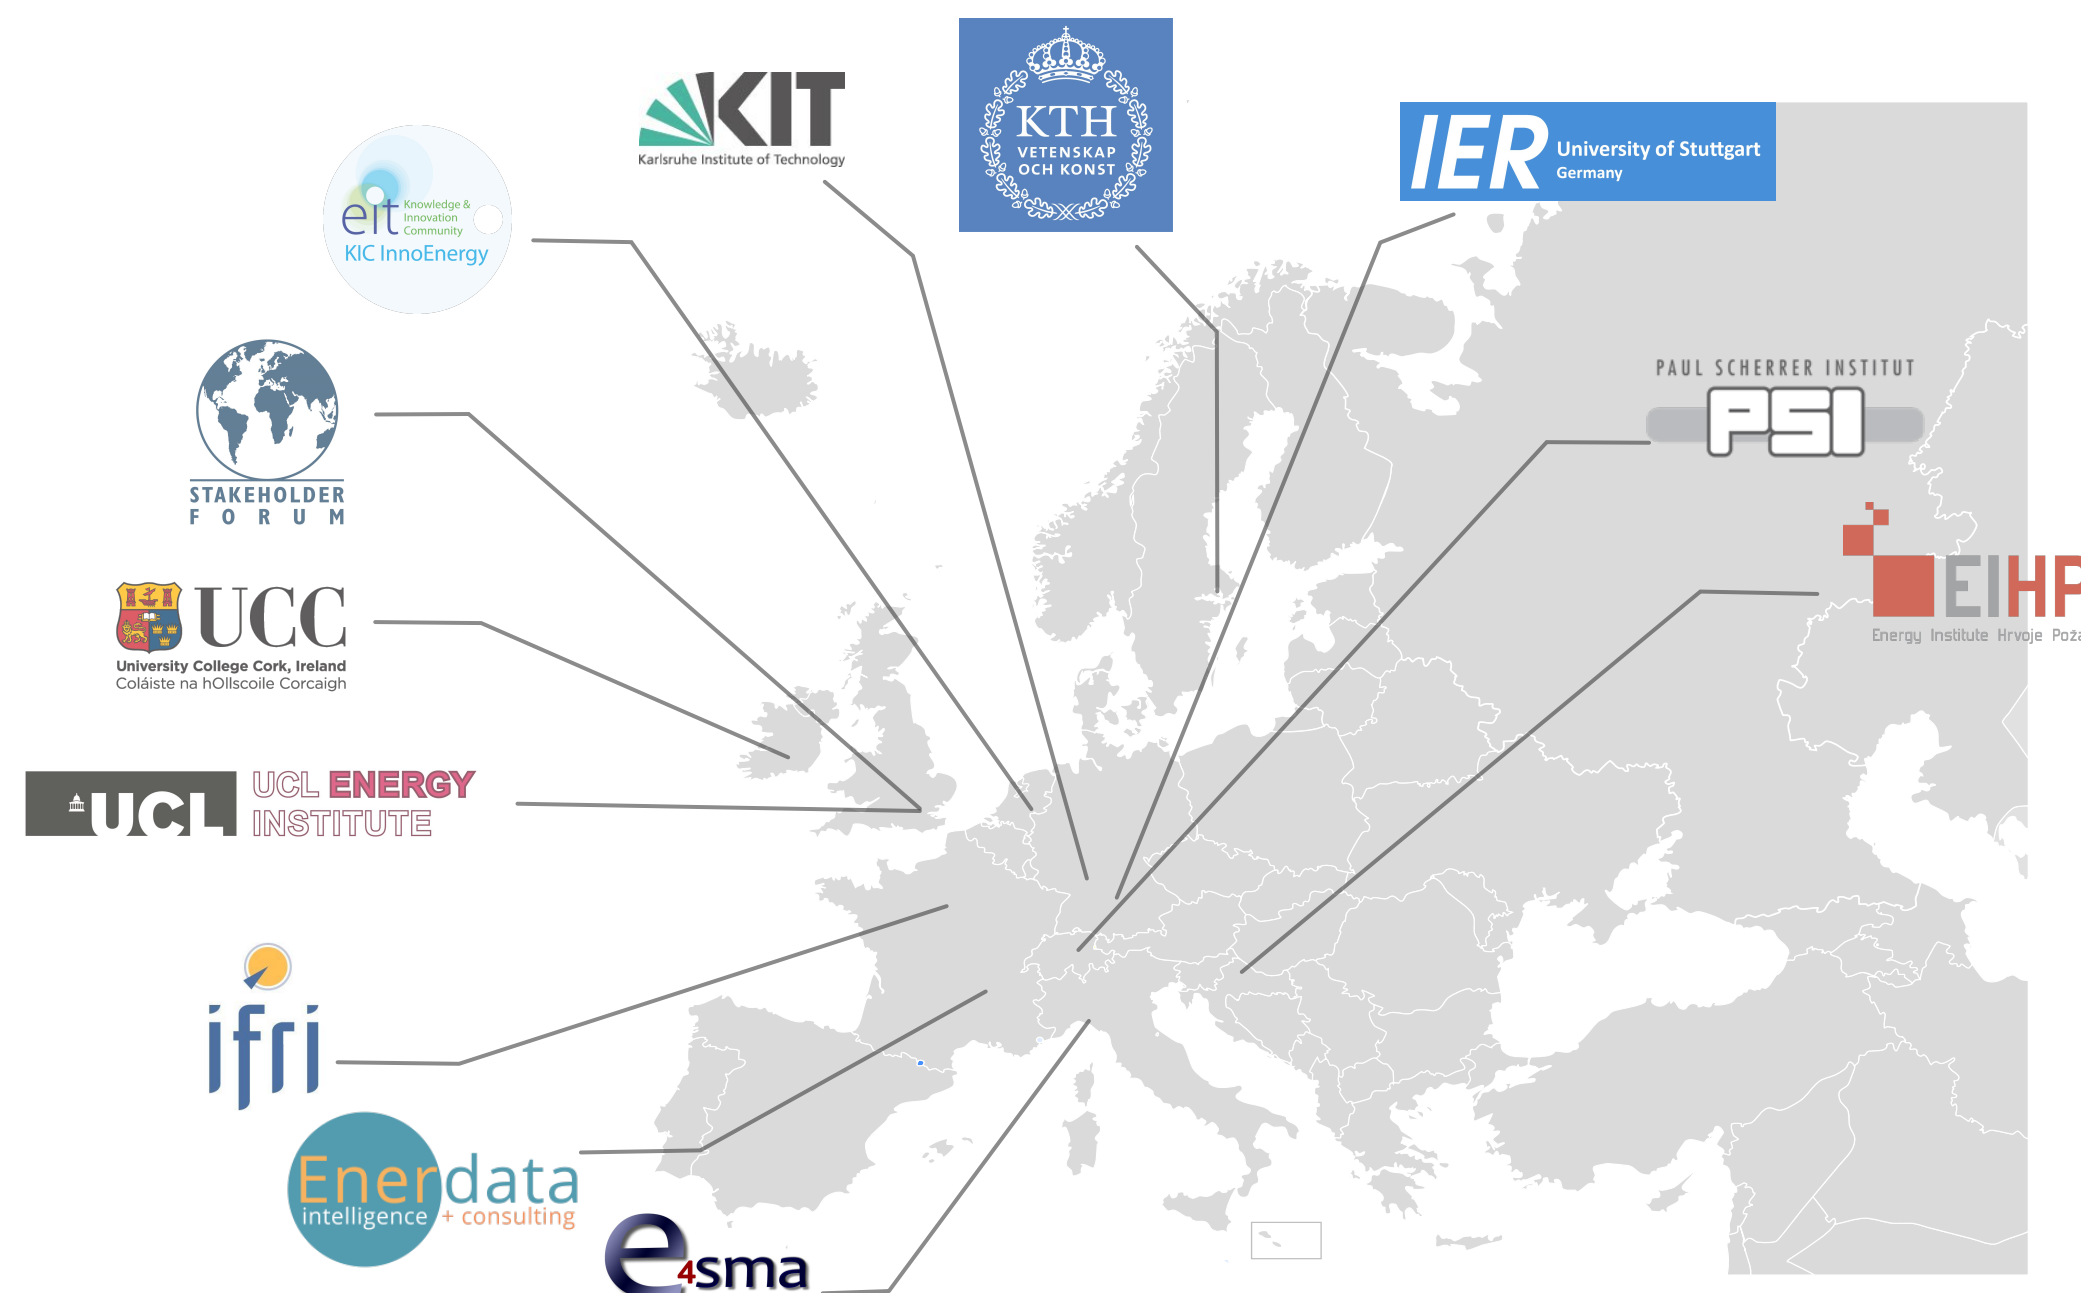 KIT
Karlsruhe Institute of Technology
KTH
VETENSKAP
OCH KONST
IER University of Stuttgart
Germany
eit Knowledge &
Innovation
Community
KIC InnoEnergy
PAUL SCHERRER INSTITUT
PSI
STAKEHOLDER
FORUM
EIHP
Energy Institute Hrvoje
UCC
University College Cork, Ireland
Coláiste na hOllscoile Corcaigh
UCL UCL ENERGY
INSTITUTE
ifri
Enerdata
intelligence + consulting
e4sma